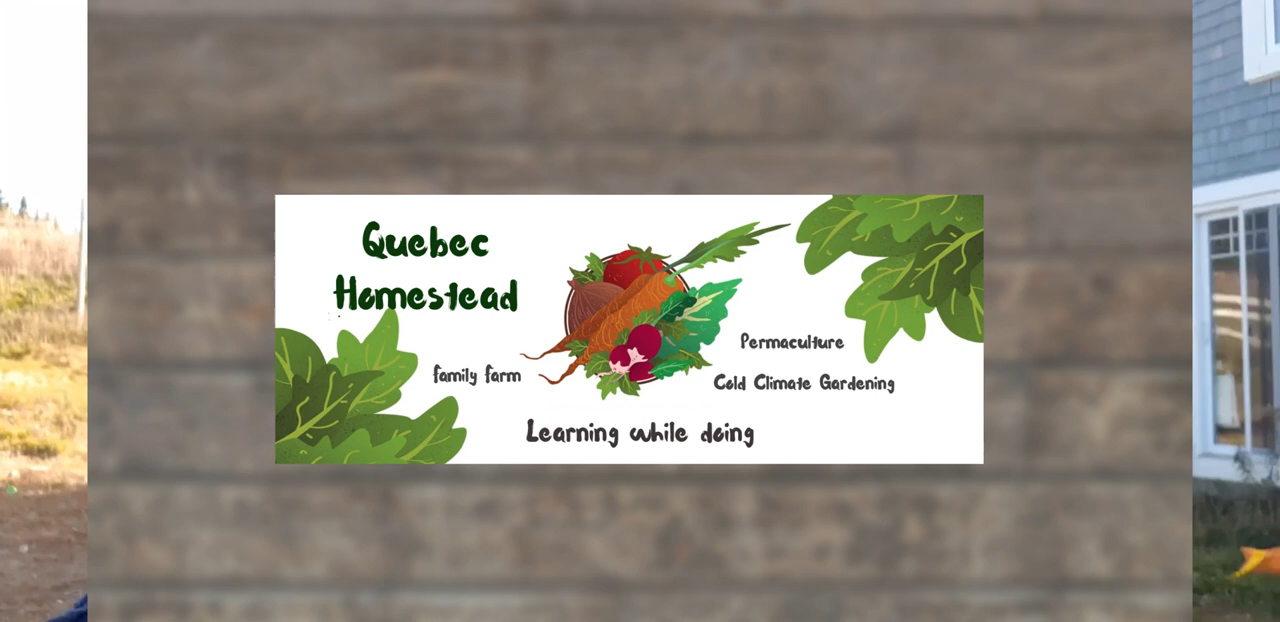 Quebec
Homestead
family farm
Permaculture
Cold Climate Gardening
Learning while doing